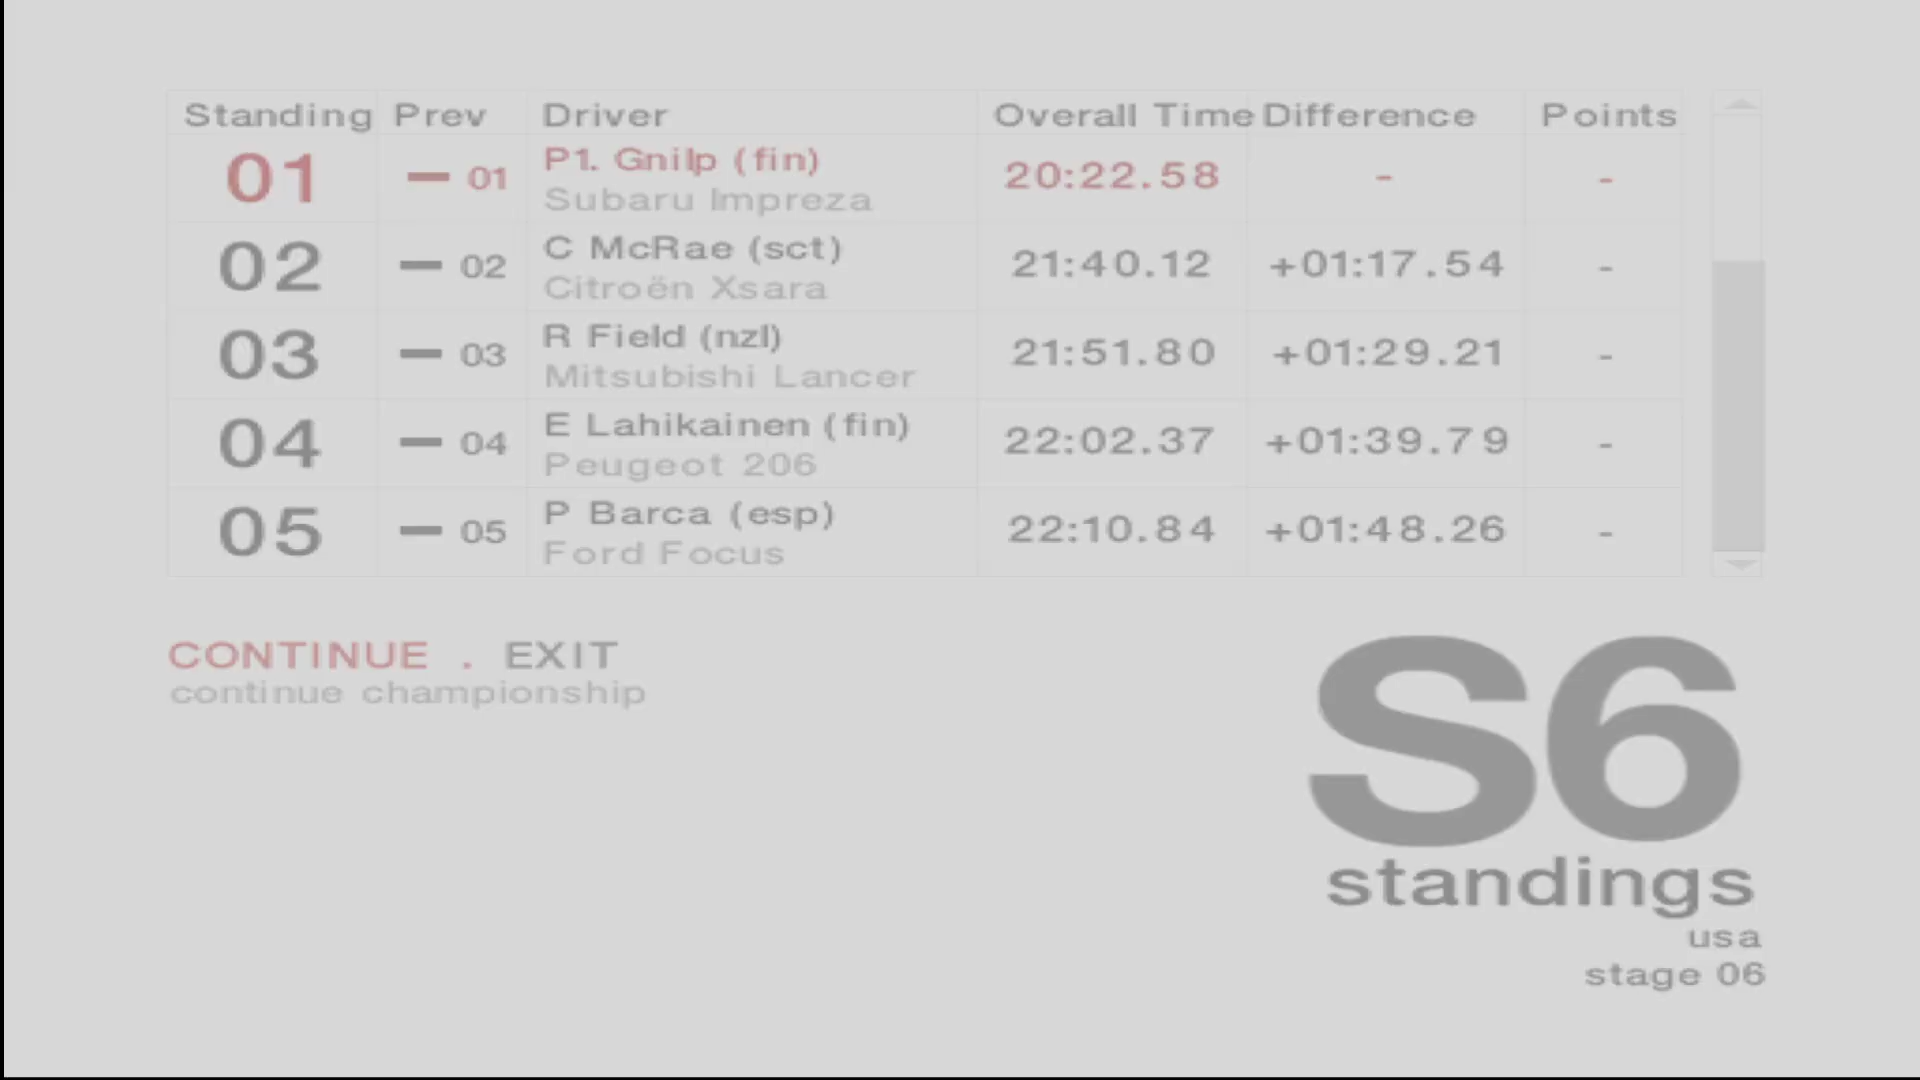 Standing Prev Driver Overall Time Difference Points
01 — 01 P1. Gnilp (fin) 20:22.58 - -
Subaru Impreza
02 — 02 C McRae (sct) 21:40.12 +01:17.54 -
Citroën Xsara
03 — 03 R Field (nzl) 21:51.80 +01:29.21 -
Mitsubishi Lancer
04 — 04 E Lahikainen (fin) 22:02.37 +01:39.79 -
Peugeot 206
05 — 05 P Barca (esp) 22:10.84 +01:48.26 -
Ford Focus
CONTINUE . EXIT
continue championship
S6
standings
usa
stage 06